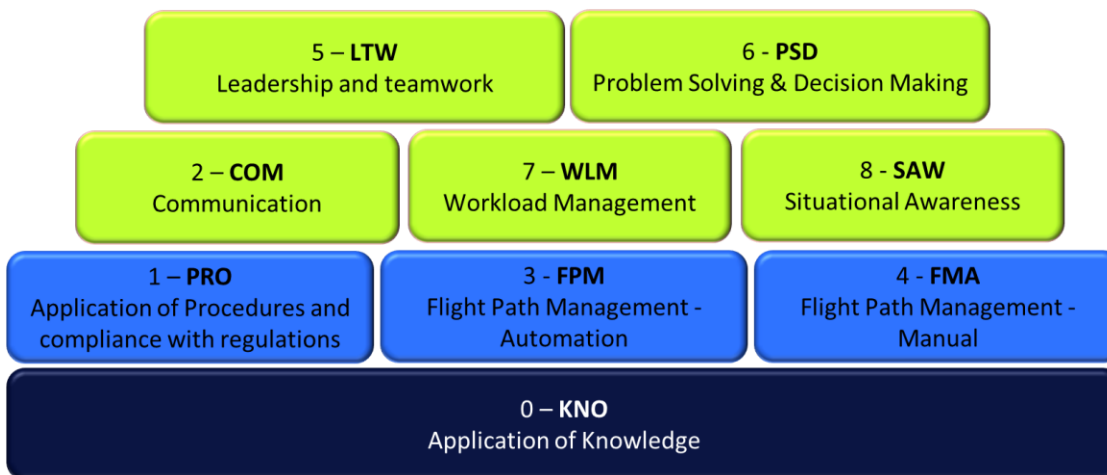 5 – LTW
Leadership and teamwork
6 - PSD
Problem Solving & Decision Making
2 – COM
Communication
7 – WLM
Workload Management
8 - SAW
Situational Awareness
1 – PRO
Application of Procedures and
compliance with regulations
3 - FPM
Flight Path Management -
Automation
4 - FMA
Flight Path Management -
Manual
0 – KNO
Application of Knowledge